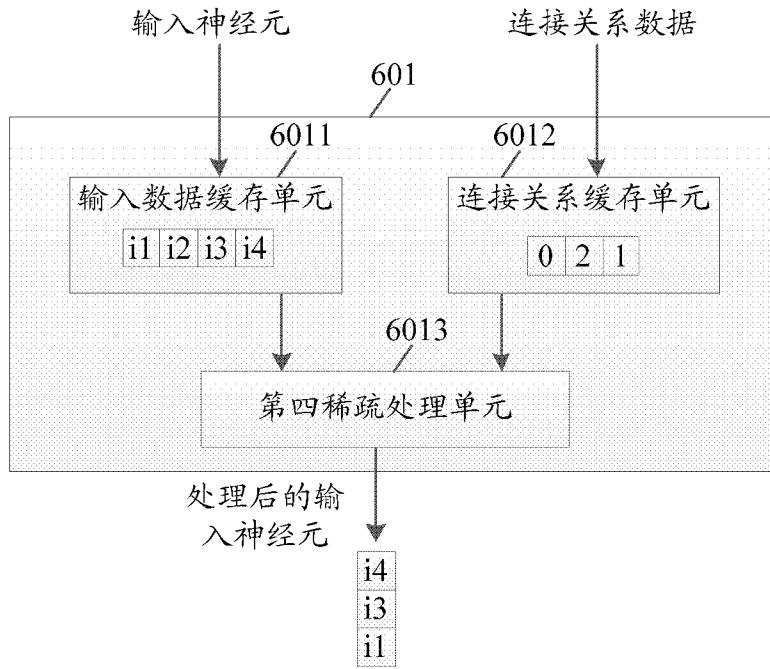 输入神经元
连接关系数据
601
6011
6012
输入数据缓存单元
i1 i2 i3 i4
连接关系缓存单元
0 2 1
6013
第四稀疏处理单元
处理后的输
入神经元
i4
i3
i1